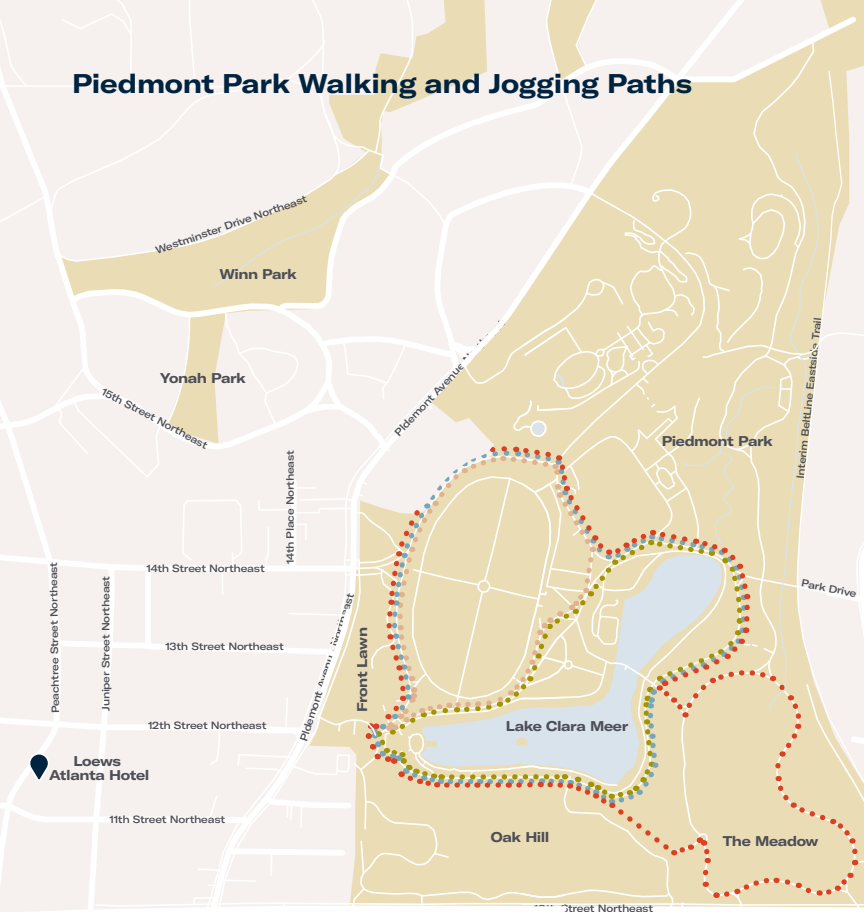 Piedmont Park Walking and Jogging Paths
Westminster Drive Northeast
Winn Park
Yonah Park
15th Street Northeast
Piedmont Avenue
Piedmont Park
Interim BeltLine Eastside Trail
14th Place Northeast
14th Street Northeast
Park Drive
Peachtree Street Northeast
Juniper Street Northeast
13th Street Northeast
Piedmont Avenue Northeast
Front Lawn
12th Street Northeast
Lake Clara Meer
Loews
Atlanta Hotel
11th Street Northeast
Oak Hill
The Meadow
Street Northeast